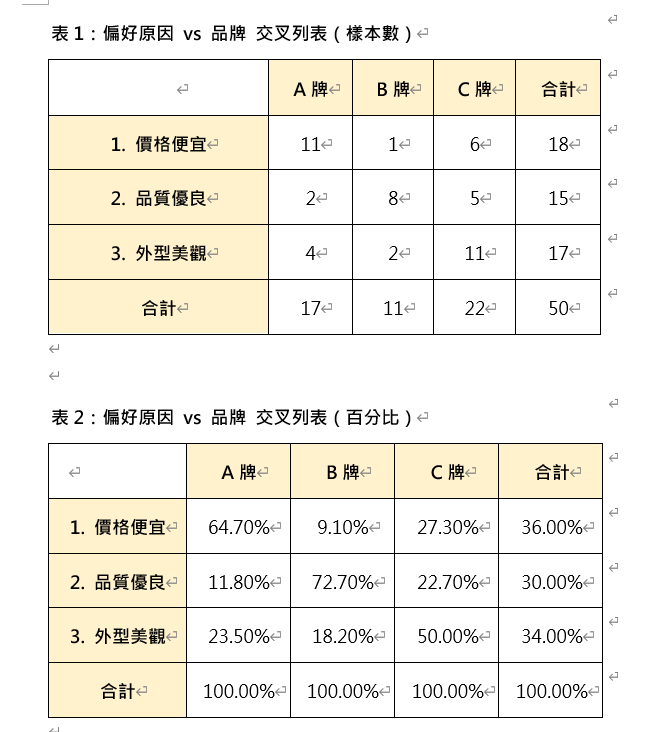 表 1：偏好原因 vs 品牌 交叉列表（樣本數）
A 牌 B 牌 C 牌 合計
1. 價格便宜 11 1 6 18
2. 品質優良 2 8 5 15
3. 外型美觀 4 2 11 17
合計 17 11 22 50
表 2：偏好原因 vs 品牌 交叉列表（百分比）
A 牌 B 牌 C 牌 合計
1. 價格便宜 64.70% 9.10% 27.30% 36.00%
2. 品質優良 11.80% 72.70% 22.70% 30.00%
3. 外型美觀 23.50% 18.20% 50.00% 34.00%
合計 100.00% 100.00% 100.00% 100.00%